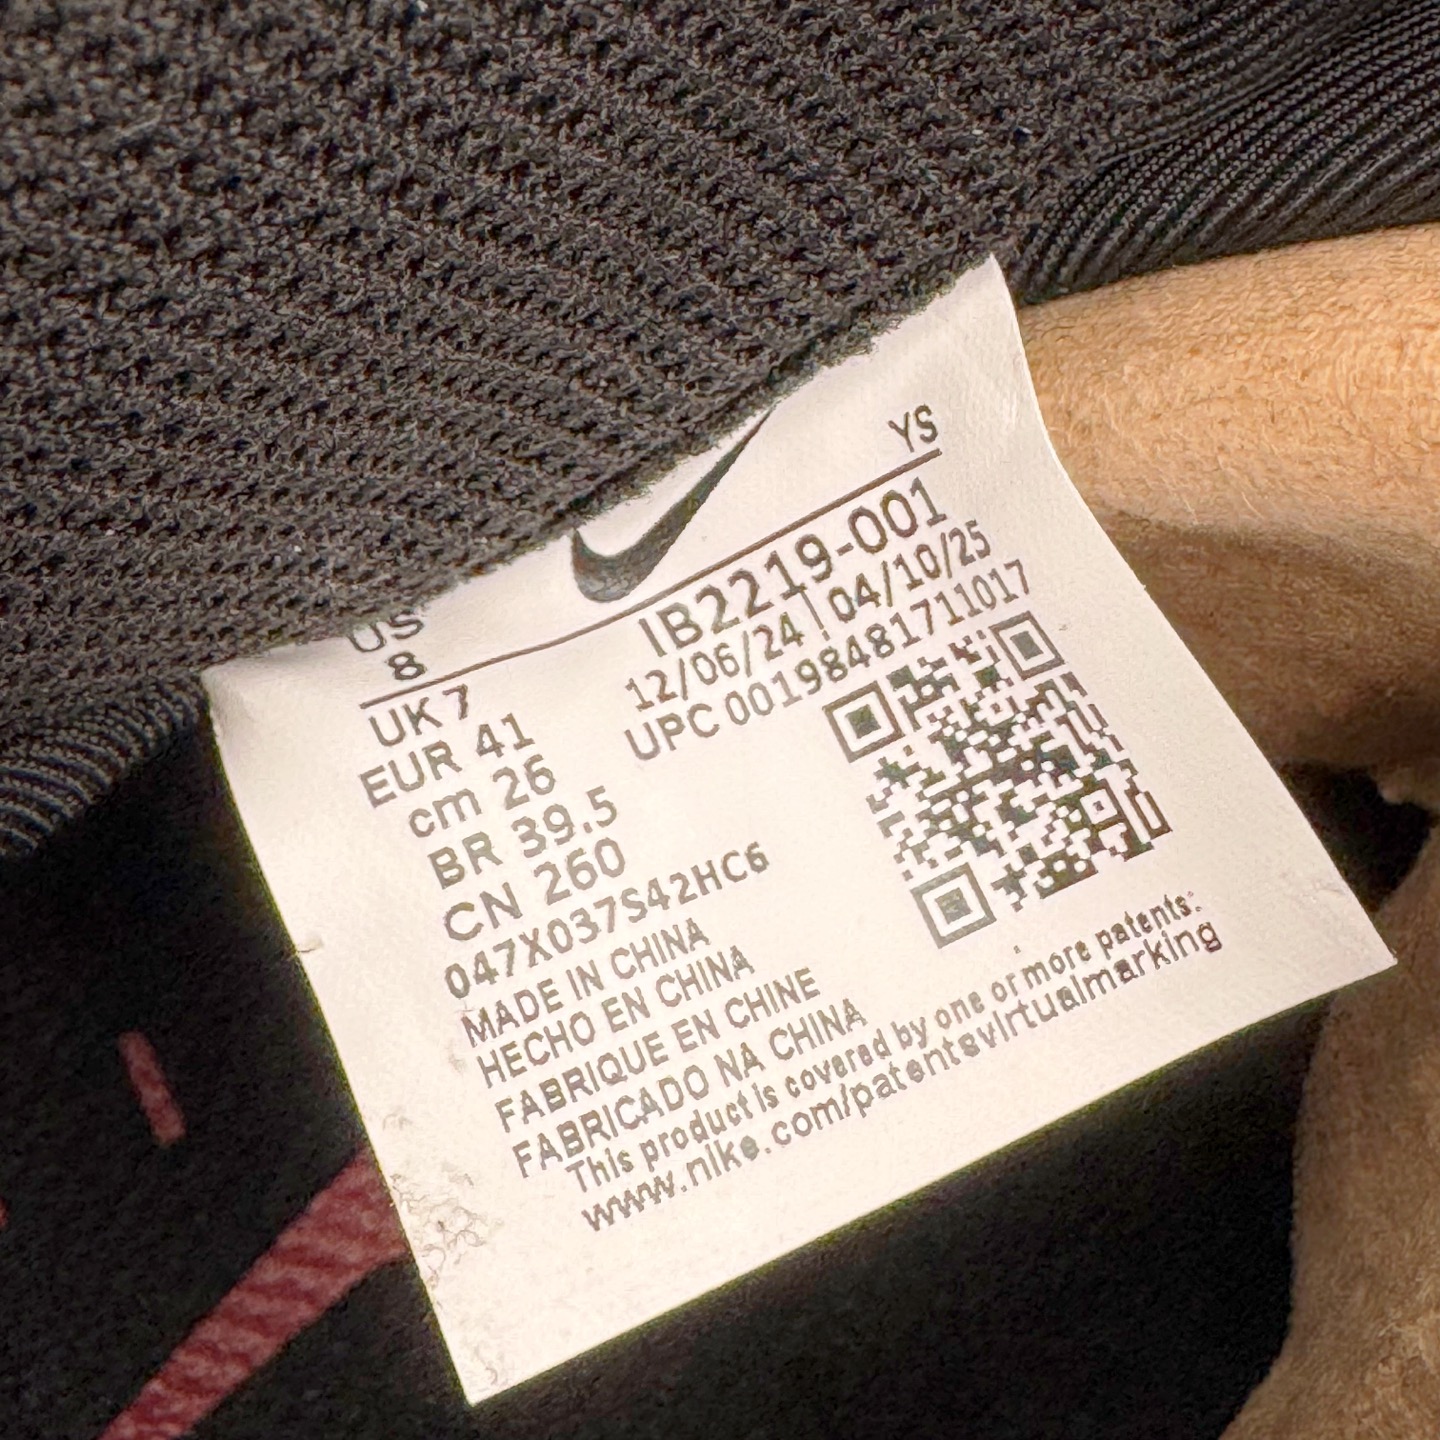 YS
US
8
IB2219-001
12/06/24 | 04/10/25
UPC 00198481711017
UK 7
EUR 41
cm 26
BR 39.5
CN 260
047X037S42HC6
MADE IN CHINA
HECHO EN CHINA
FABRIQUE EN CHINE
FABRICADO NA CHINA
This product is covered by one or more patents:
www.nike.com/patentsvirtualmarking